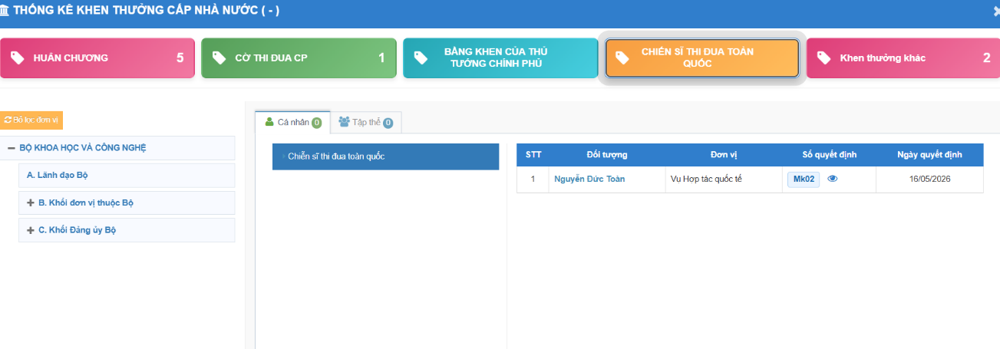 THỐNG KÊ KHEN THƯỞNG CẤP NHÀ NƯỚC ( - )
HUÂN CHƯƠNG 5
CỜ THI ĐUA CP 1
BẰNG KHEN CỦA THỦ
TƯỚNG CHÍNH PHỦ
CHIẾN SĨ THI ĐUA TOÀN
QUỐC
Khen thưởng khác 2
Bỏ lọc đơn vị
BỘ KHOA HỌC VÀ CÔNG NGHỆ
A. Lãnh đạo Bộ
B. Khối đơn vị thuộc Bộ
C. Khối Đảng ủy Bộ
Cá nhân 0 Tập thể 0
Chiến sĩ thi đua toàn quốc
STT Đối tượng Đơn vị Số quyết định Ngày quyết định
1 Nguyễn Đức Toàn Vụ Hợp tác quốc tế Mk02 16/05/2026